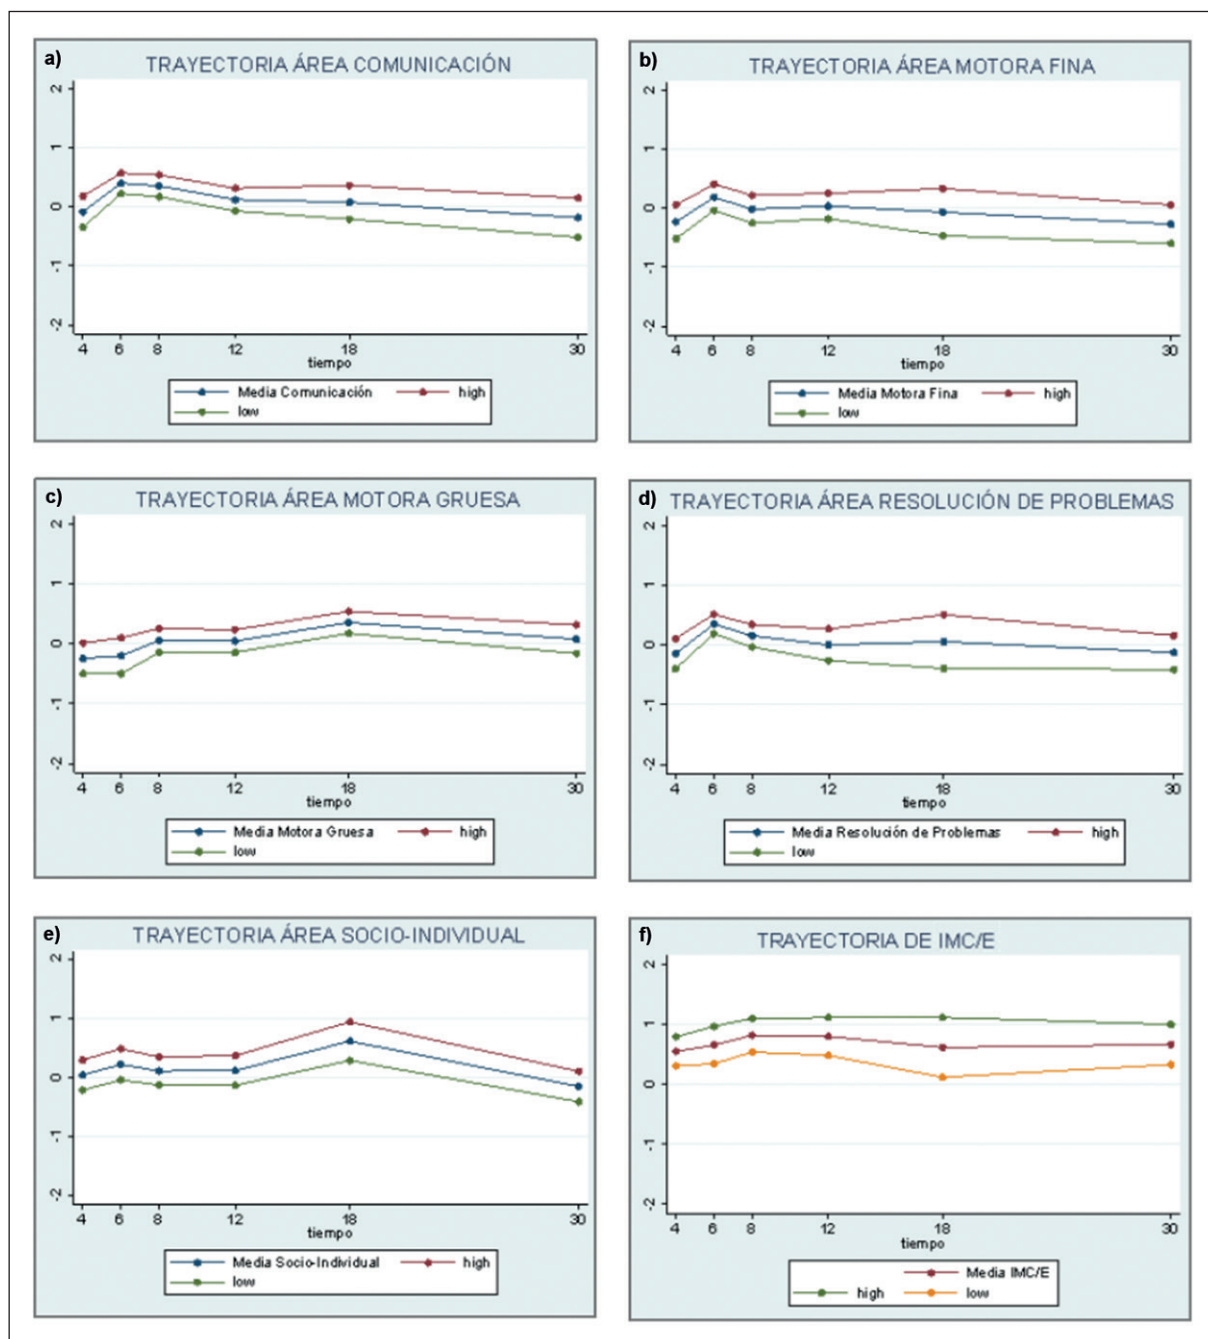 a)
TRAYECTORIA ÁREA COMUNICACIÓN
2
1
0
-1
-2
4 6 8 12 18 30
tiempo
Media Comunicación high
low
b)
TRAYECTORIA ÁREA MOTORA FINA
2
1
0
-1
-2
4 6 8 12 18 30
tiempo
Media Motora Fina high
low
c)
TRAYECTORIA ÁREA MOTORA GRUESA
2
1
0
-1
-2
4 6 8 12 18 30
tiempo
Media Motora Gruesa high
low
d)
TRAYECTORIA ÁREA RESOLUCIÓN DE PROBLEMAS
2
1
0
-1
-2
4 6 8 12 18 30
tiempo
Media Resolución de Problemas high
low
e)
TRAYECTORIA ÁREA SOCIO-INDIVIDUAL
2
1
0
-1
-2
4 6 8 12 18 30
tiempo
Media Socio-Individual high
low
f)
TRAYECTORIA DE IMC/E
2
1
0
-1
-2
4 6 8 12 18 30
tiempo
Media IMC/E
high low